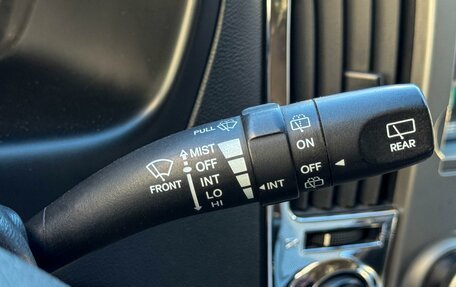 PULL
MIST
OFF
INT
LO
HI
FRONT
INT
ON
OFF
REAR